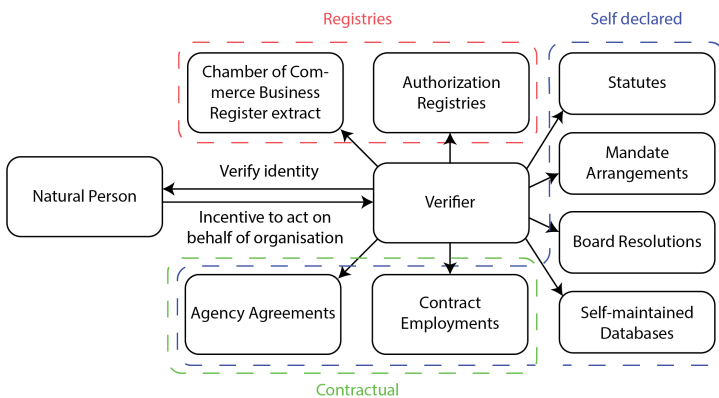 Registries
Self declared
Chamber of Com-
merce Business
Register extract
Authorization
Registries
Statutes
Mandate
Arrangements
Natural Person
Verify identity
Incentive to act on
behalf of organisation
Verifier
Board Resolutions
Agency Agreements
Contract
Employments
Self-maintained
Databases
Contractual